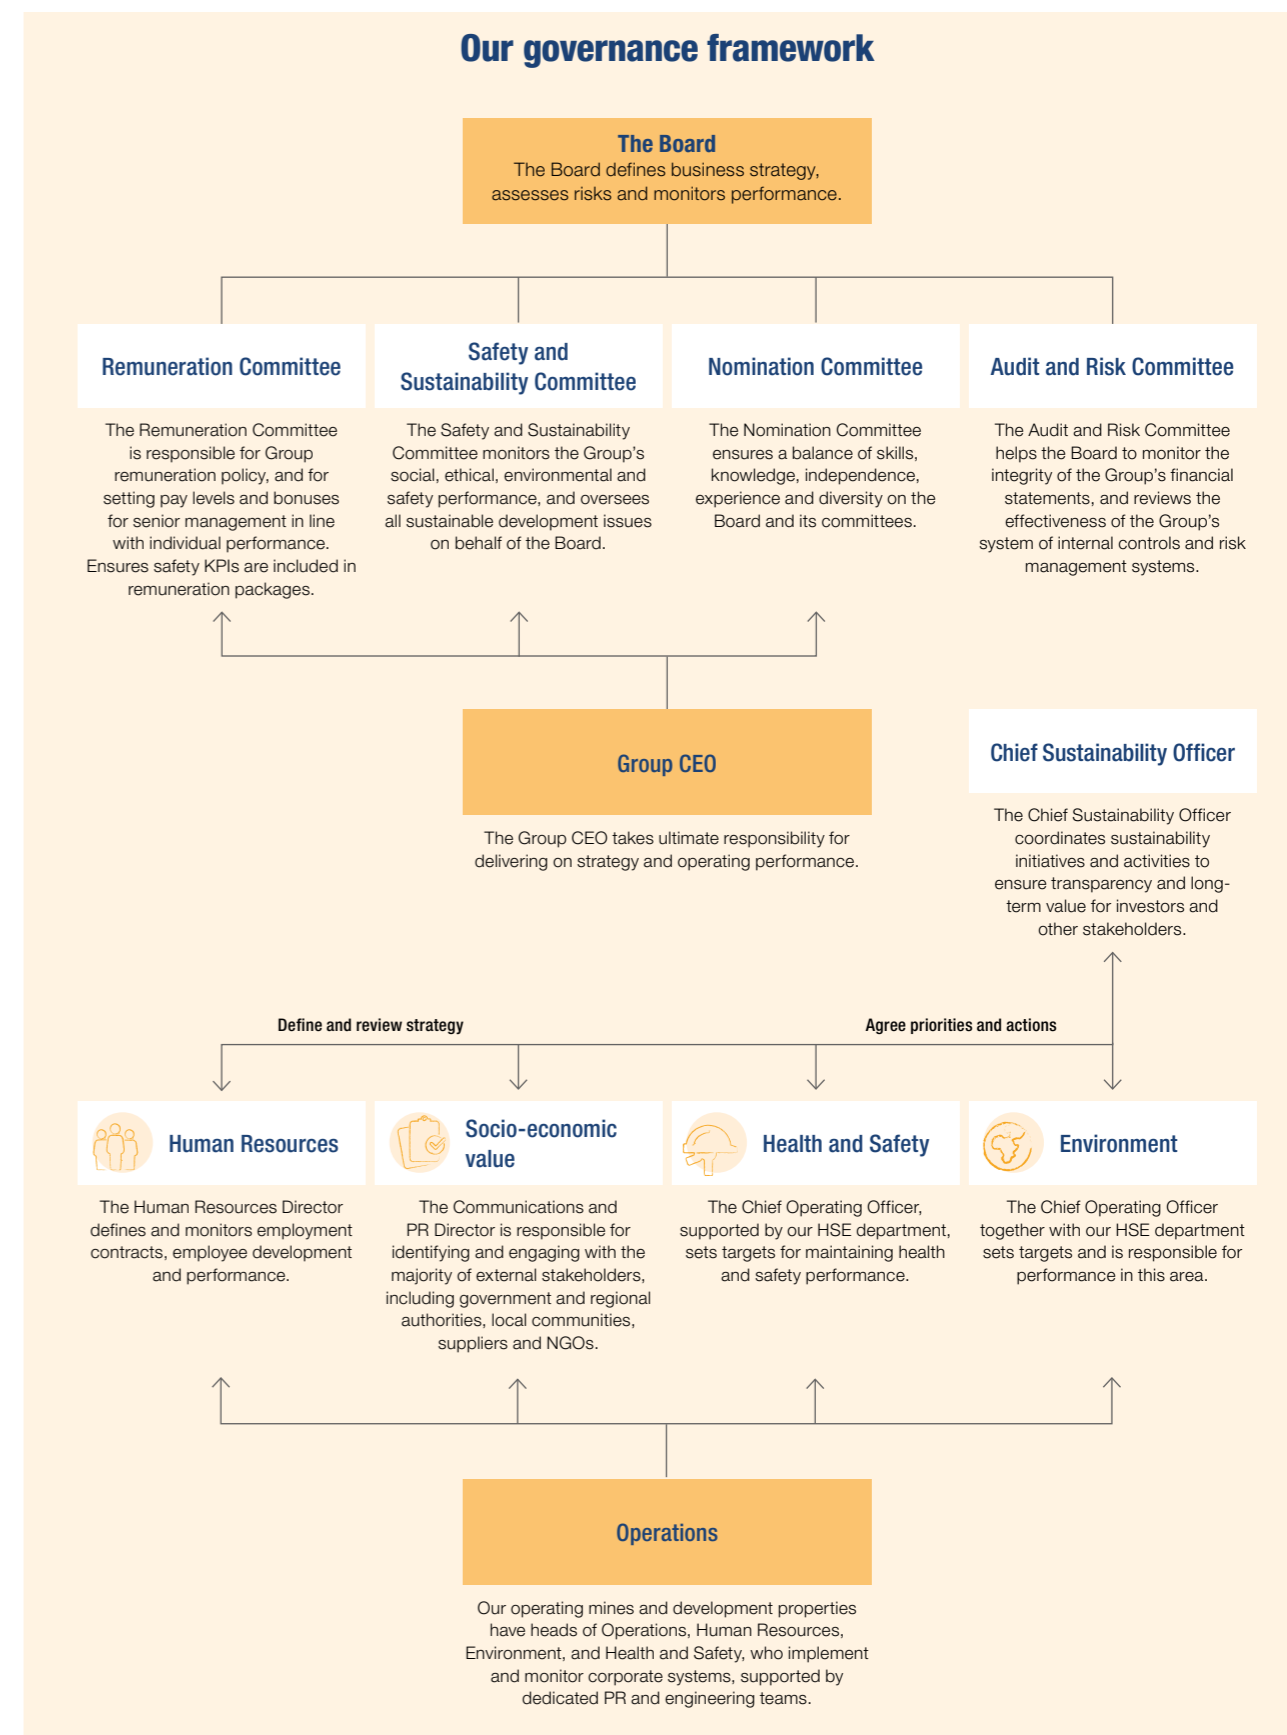 Our governance framework
The Board
The Board defines business strategy,
assesses risks and monitors performance.
Remuneration Committee
The Remuneration Committee
is responsible for Group
remuneration policy, and for
setting pay levels and bonuses
for senior management in line
with individual performance.
Ensures safety KPIs are included in
remuneration packages.
Safety and
Sustainability Committee
The Safety and Sustainability
Committee monitors the Group's
social, ethical, environmental and
safety performance, and oversees
all sustainable development issues
on behalf of the Board.
Nomination Committee
The Nomination Committee
ensures a balance of skills,
knowledge, independence,
experience and diversity on the
Board and its committees.
Audit and Risk Committee
The Audit and Risk Committee
helps the Board to monitor the
integrity of the Group's financial
statements, and reviews the
effectiveness of the Group's
system of internal controls and risk
management systems.
Group CEO
The Group CEO takes ultimate responsibility for
delivering on strategy and operating performance.
Chief Sustainability Officer
The Chief Sustainability Officer
coordinates sustainability
initiatives and activities to
ensure transparency and long-
term value for investors and
other stakeholders.
Define and review strategy
Agree priorities and actions
Human Resources
The Human Resources Director
defines and monitors employment
contracts, employee development
and performance.
Socio-economic
value
The Communications and
PR Director is responsible for
identifying and engaging with the
majority of external stakeholders,
including government and regional
authorities, local communities,
suppliers and NGOs.
Health and Safety
The Chief Operating Officer,
supported by our HSE department,
sets targets for maintaining health
and safety performance.
Environment
The Chief Operating Officer
together with our HSE department
sets targets and is responsible for
performance in this area.
Operations
Our operating mines and development properties
have heads of Operations, Human Resources,
Environment, and Health and Safety, who implement
and monitor corporate systems, supported by
dedicated PR and engineering teams.